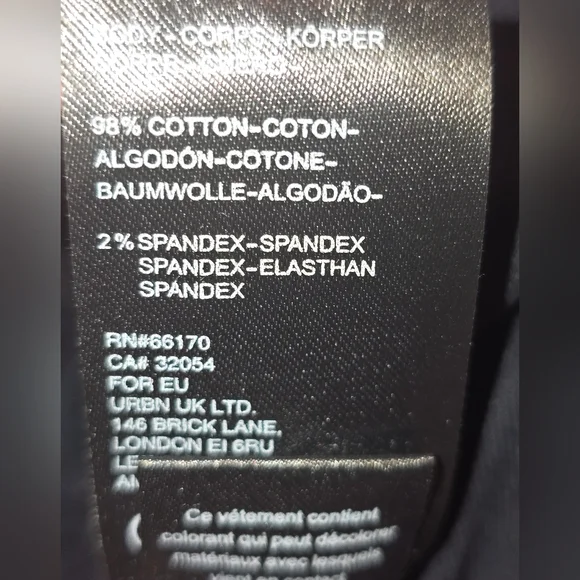 BODY-CORPS-KÖRPER
98% COTTON-COTON-
ALGODÓN-COTONE-
BAUMWOLLE-ALGODÃO-
2% SPANDEX-SPANDEX
SPANDEX-ELASTHAN
SPANDEX
RN#66170
CA# 32054
FOR EU
URBN UK LTD.
146 BRICK LANE,
LONDON EI 6RU
Ce vêtement contient
colorant qui peut décolorer
matériaux avec lesquels